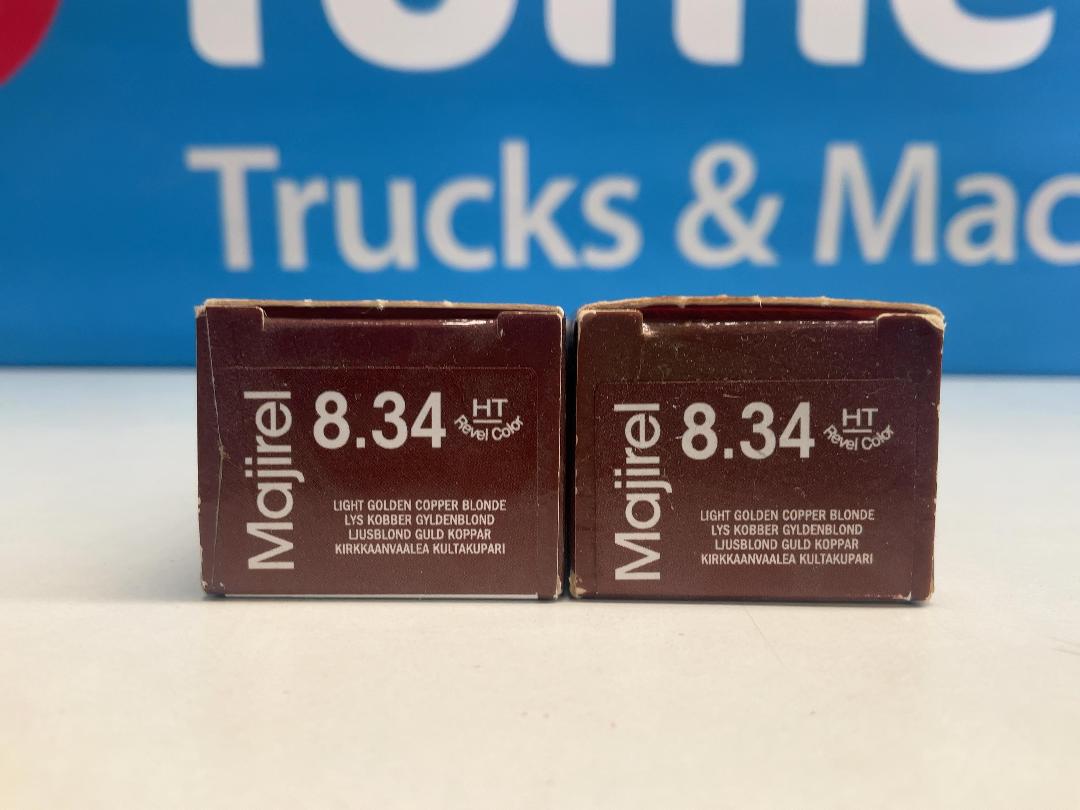 Trucks & Mac
Majirel
8.34
HT
Revel Color
LIGHT GOLDEN COPPER BLONDE
LYS KOBBER GYLDENBLOND
LJUSBLOND GULD KOPPAR
KIRKKAANVAALEA KULTAKUPARI
Majirel
8.34
HT
Revel Color
LIGHT GOLDEN COPPER BLONDE
LYS KOBBER GYLDENBLOND
LJUSBLOND GULD KOPPAR
KIRKKAANVAALEA KULTAKUPARI